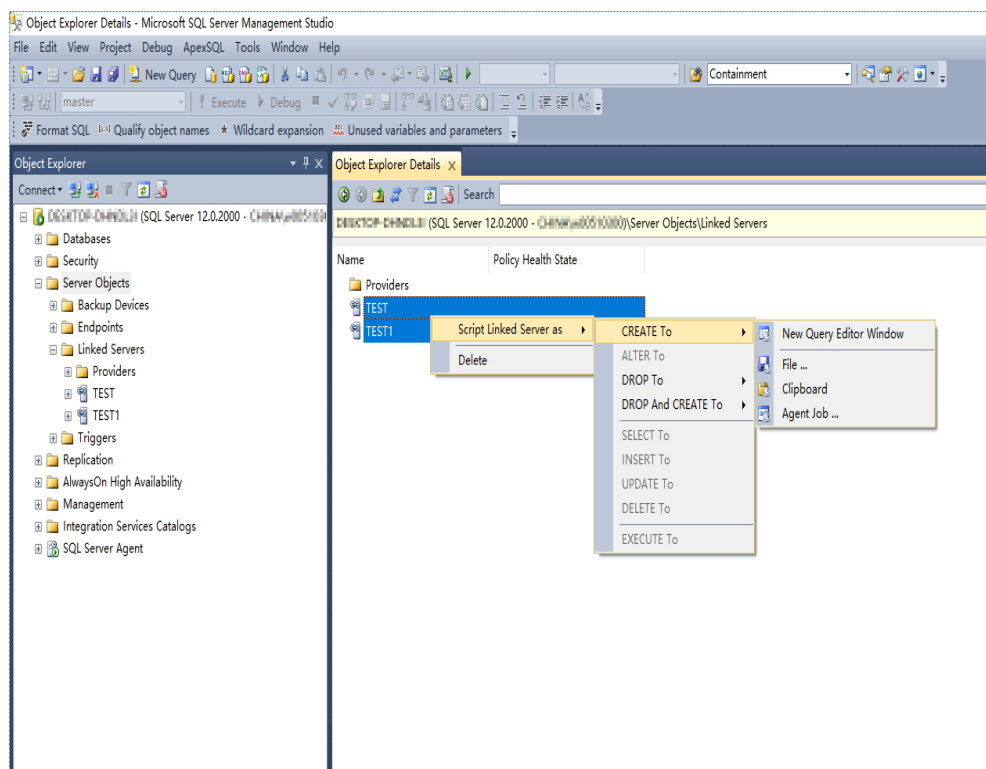 Object Explorer Details - Microsoft SQL Server Management Studio
File Edit View Project Debug ApexSQL Tools Window Help
New Query
Containment
master
Execute
Debug
Format SQL Qualify object names Wildcard expansion Unused variables and parameters
Object Explorer
Connect
(SQL Server 12.0.2000 -
Databases
Security
Server Objects
Backup Devices
Endpoints
Linked Servers
Providers
TEST
TEST1
Triggers
Replication
AlwaysOn High Availability
Management
Integration Services Catalogs
SQL Server Agent
Object Explorer Details
Search
(SQL Server 12.0.2000 - )\Server Objects\Linked Servers
Name Policy Health State
Providers
TEST
TEST1
Script Linked Server as
Delete
CREATE To
ALTER To
DROP To
DROP And CREATE To
SELECT To
INSERT To
UPDATE To
DELETE To
EXECUTE To
New Query Editor Window
File ...
Clipboard
Agent Job ...